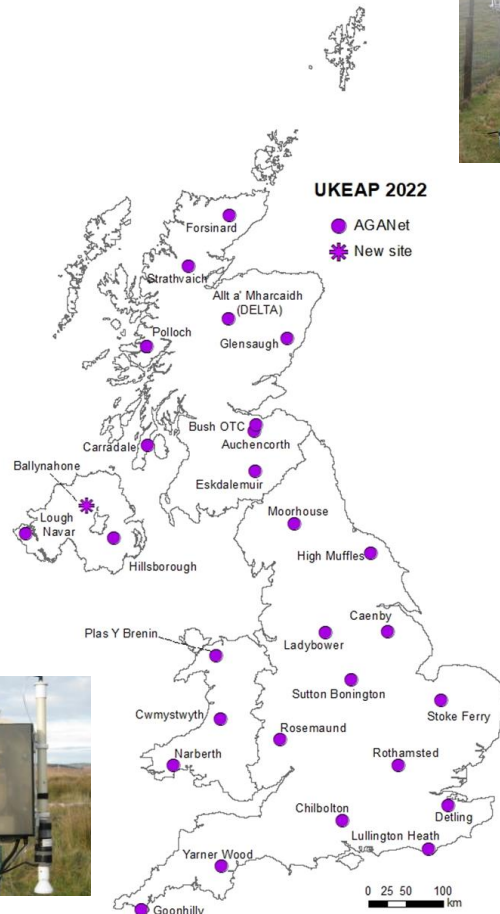 UKEAP 2022
AGANet
New site
Forsinard
Strathvaich
Allt a' Mharcaidh
(DELTA)
Glensaugh
Polloch
Bush OTC
Auchencorth
Carradale
Eskdalemuir
Ballynahone
Lough
Navar
Hillsborough
Moorhouse
High Muffles
Caenby
Ladybower
Plas Y Brenin
Sutton Bonington
Stoke Ferry
Cwmystwyth
Rosemaund
Narberth
Rothamsted
Chilbolton
Detling
Lullington Heath
Yarner Wood
Goonhilly
0 25 50 100
km